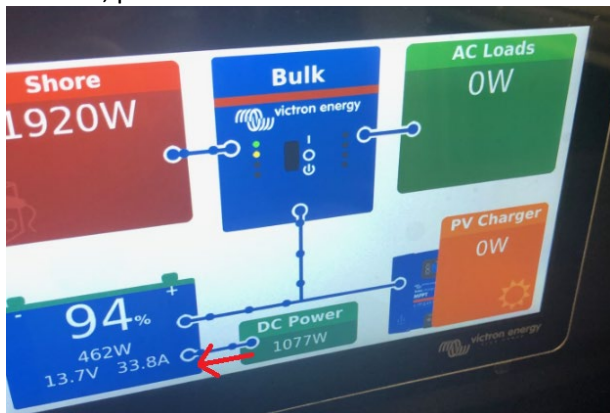 Shore
1920W
Bulk
victron energy
AC Loads
0W
PV Charger
0W
94%
462W
13.7V 33.8A
DC Power
1077W
victron energy